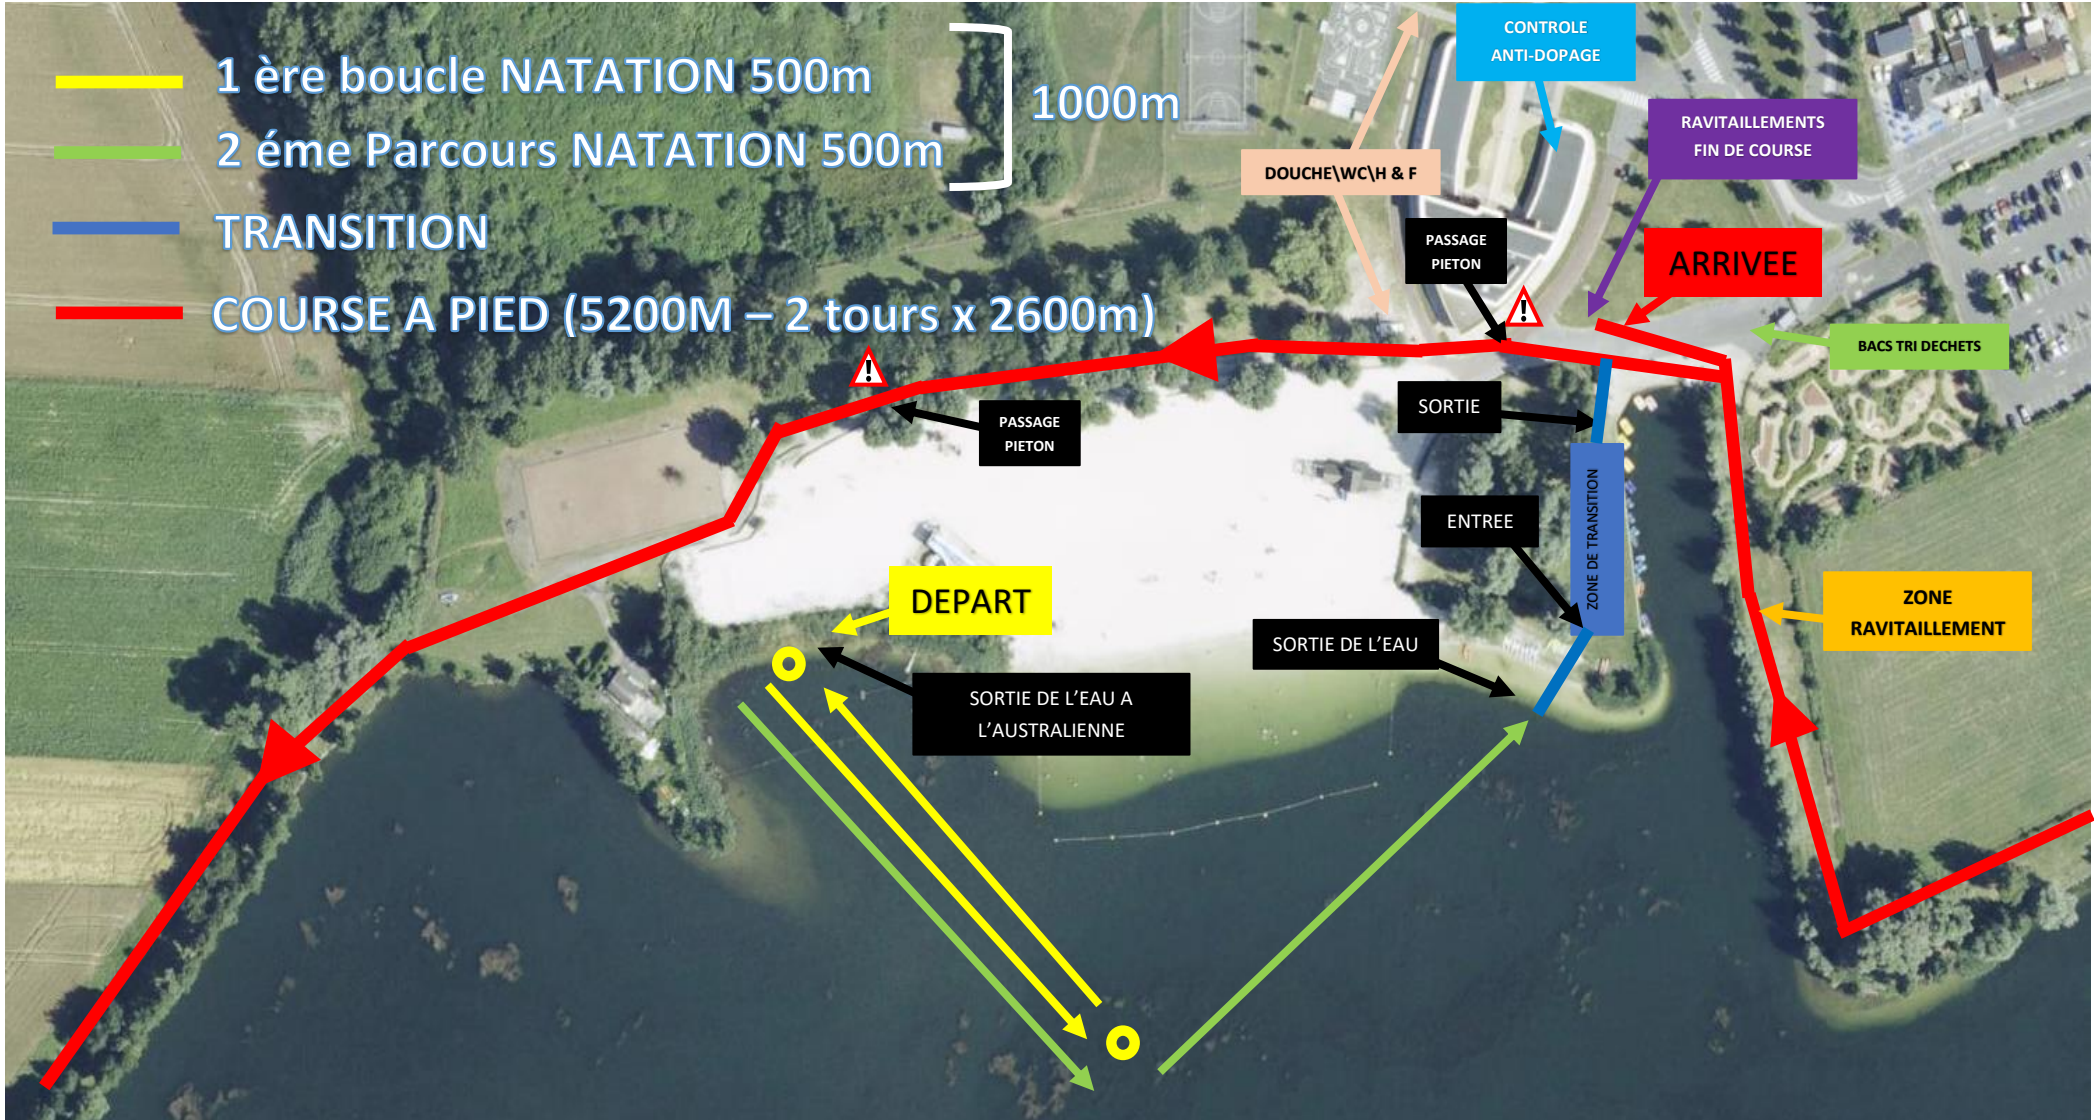 1 ère boucle NATATION 500m
2 éme Parcours NATATION 500m
1000m
TRANSITION
COURSE A PIED (5200M – 2 tours x 2600m)
CONTROLE
ANTI-DOPAGE
RAVITAILLEMENTS
FIN DE COURSE
DOUCHE\WC\H & F
PASSAGE
PIETON
ARRIVEE
BACS TRI DECHETS
PASSAGE
PIETON
SORTIE
ENTREE
ZONE DE TRANSITION
DEPART
ZONE
RAVITAILLEMENT
SORTIE DE L’EAU
SORTIE DE L’EAU A
L’AUSTRALIENNE